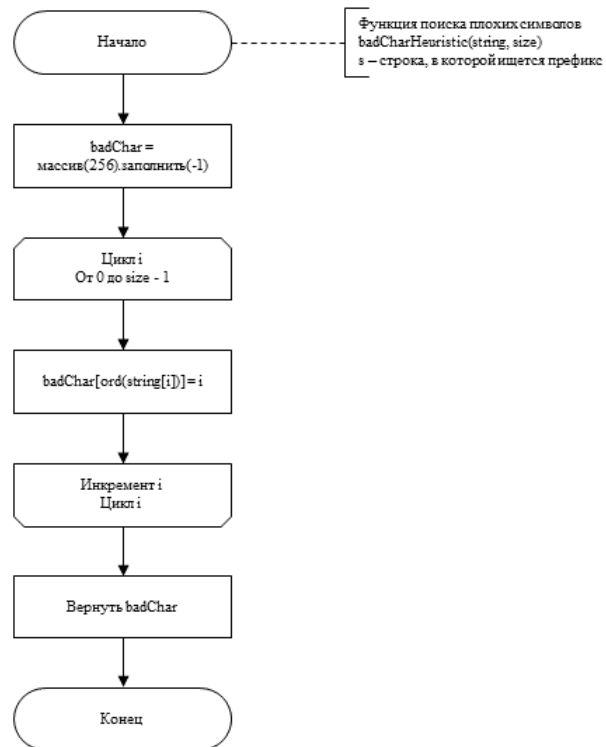 Начало
Функция поиска плохих символов
badCharHeuristic(string, size)
s – строка, в которой ищется префикс
badChar =
массив(256).заполнить(-1)
Цикл i
От 0 до size - 1
badChar[ord(string[i])] = i
Инкремент i
Цикл i
Вернуть badChar
Конец